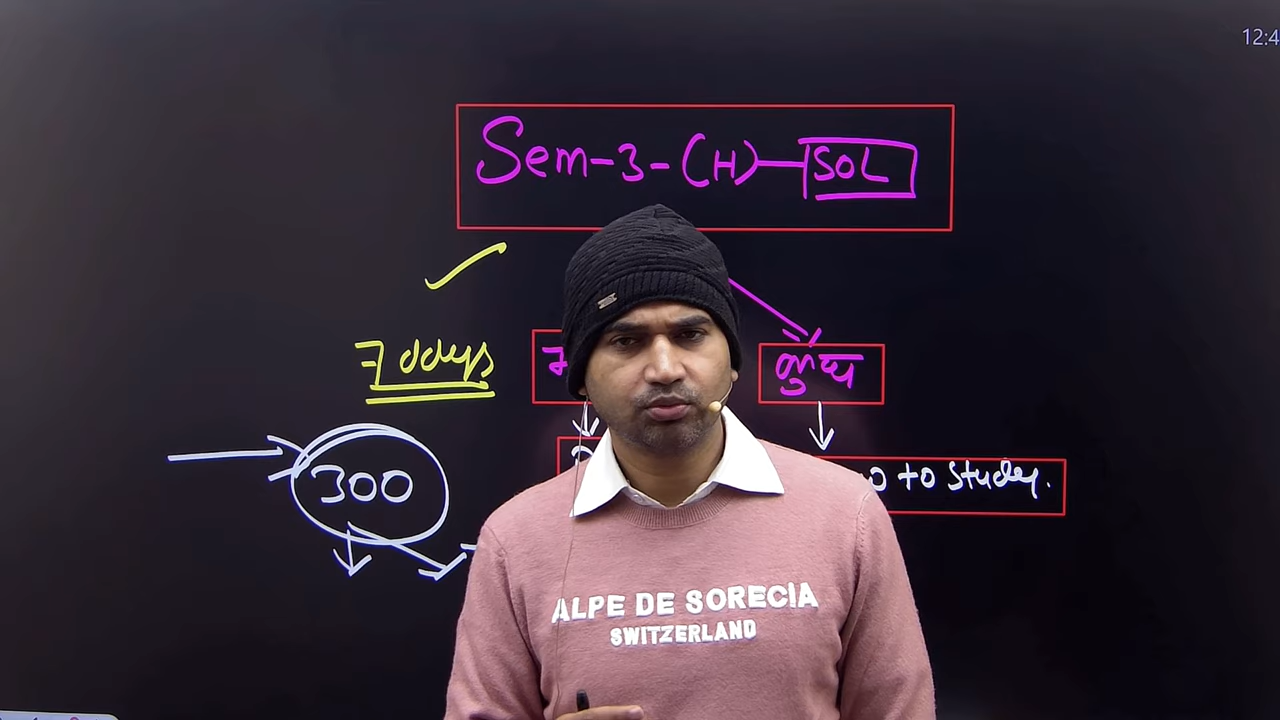 12:4
Sem-3-(H)-SOL
7 days
कुछ
300
to study.
ALPE DE SORECIA
SWITZERLAND